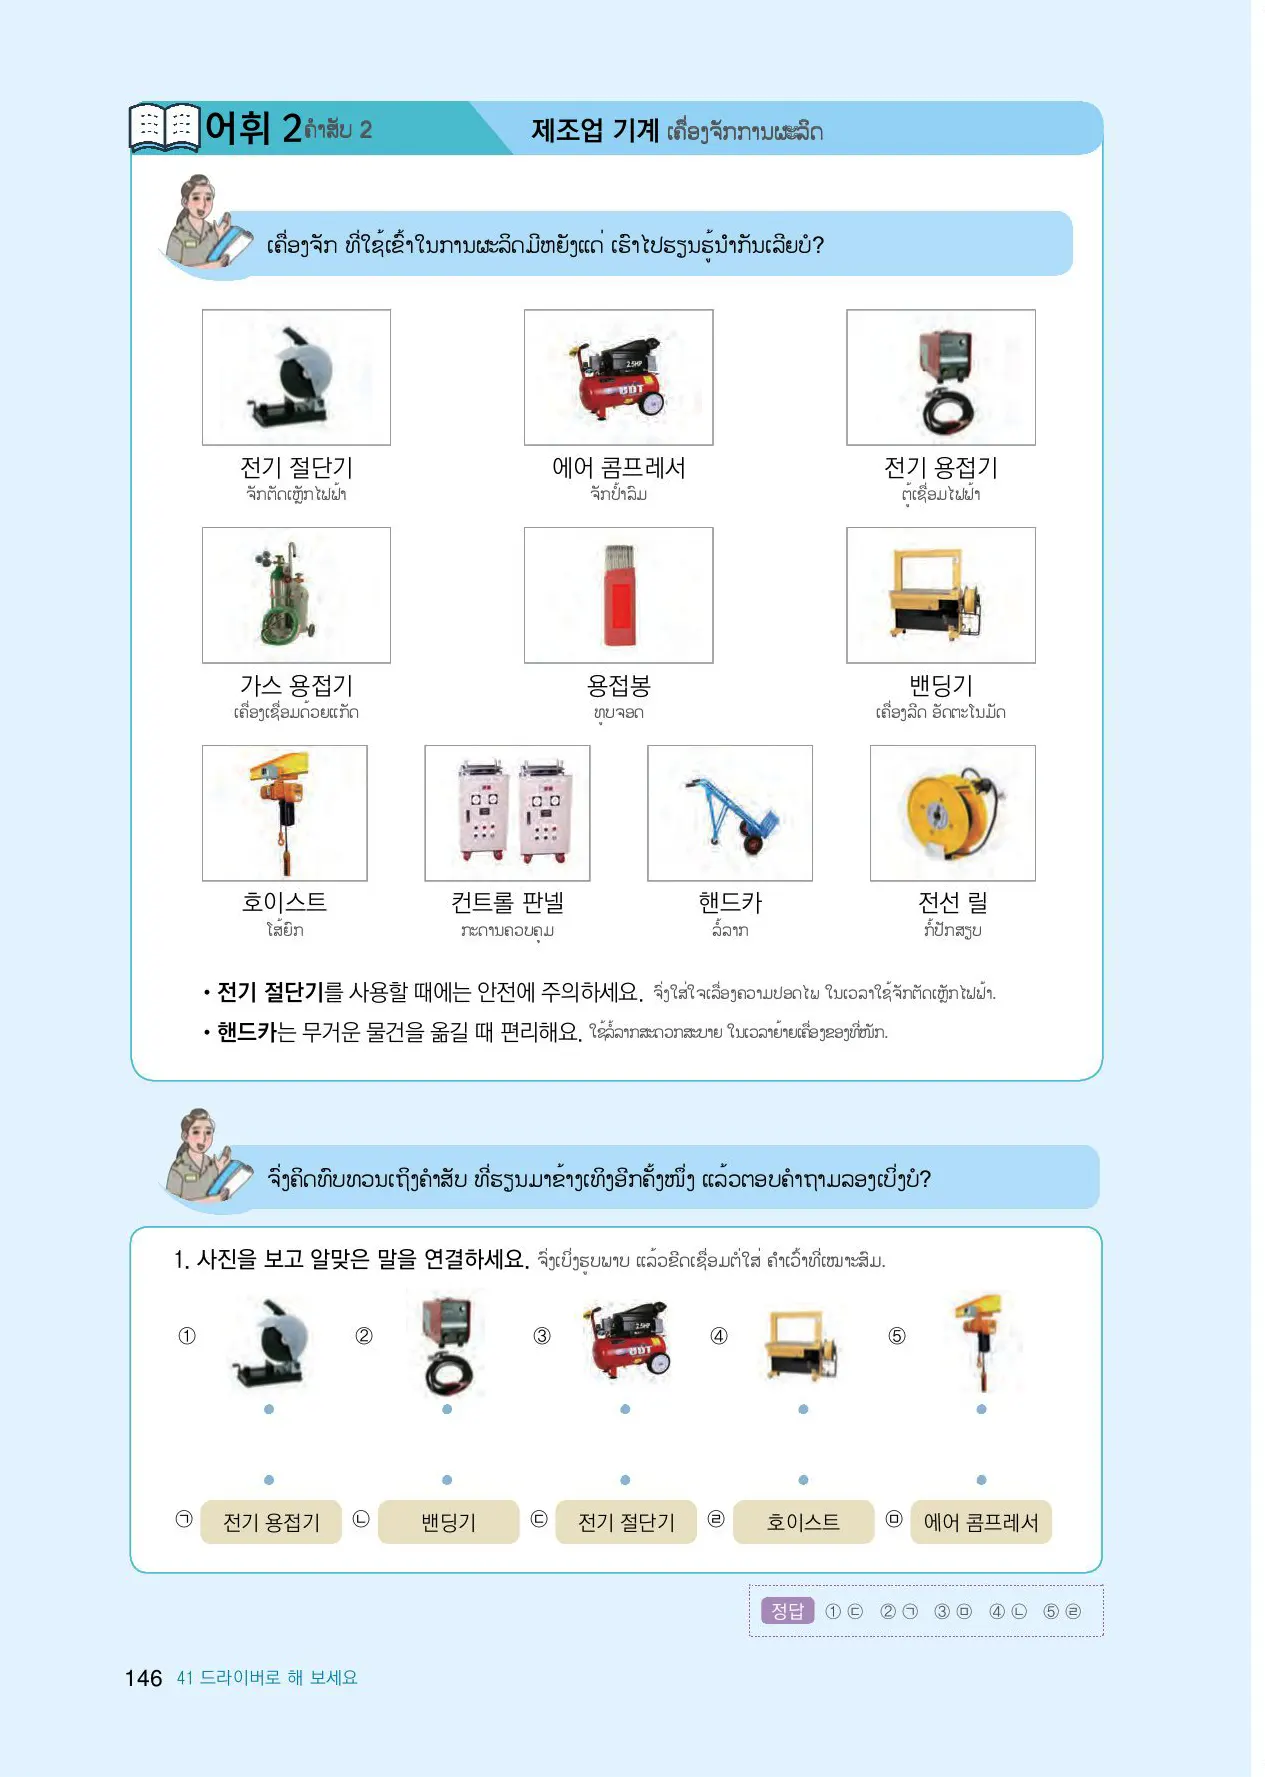 어휘 2 ຄຳສັບ 2
제조업 기계 ເຄື່ອງຈັກການຜະລິດ
ເຄື່ອງຈັກ ທີ່ໃຊ້ເຂົ້າໃນການຜະລິດມີຫຍັງແດ່ ເຮົາໄປຮຽນຮູ້ນຳກັນເລີຍບໍ?
2.5HP
UDT
전기 절단기 에어 콤프레서 전기 용접기
ຈັກຕັດເຫຼັກໄຟຟ້າ ຈັກປ້ຳລົມ ຕູ້ເຊື່ອມໄຟຟ້າ
가스 용접기 용접봉 밴딩기
ເຄື່ອງເຊື່ອມດ້ວຍແກັດ ທູບຈອດ ເຄື່ອງລີດ ອັດຕະໂນມັດ
호이스트 컨트롤 판넬 핸드카 전선 릴
ໂສ້ຍົກ ກະດານຄວບຄຸມ ລໍ້ລາກ ກໍ້ປັກສຽບ
• 전기 절단기를 사용할 때에는 안전에 주의하세요. ຈົ່ງໃສ່ໃຈເລື່ອງຄວາມປອດໄພ ໃນເວລາໃຊ້ຈັກຕັດເຫຼັກໄຟຟ້າ.
• 핸드카는 무거운 물건을 옮길 때 편리해요. ໃຊ້ລໍ້ລາກສະດວກສະບາຍ ໃນເວລາຍ້າຍເຄື່ອງຂອງທີ່ໜັກ.
ຈົ່ງຄິດທົບທວນເຖິງຄຳສັບ ທີ່ຮຽນມາຂ້າງເທິງອີກຄັ້ງໜຶ່ງ ແລ້ວຕອບຄຳຖາມລອງເບິ່ງບໍ?
1. 사진을 보고 알맞은 말을 연결하세요. ຈົ່ງເບິ່ງຮູບພາບ ແລ້ວຂີດເຊື່ອມຕໍ່ໃສ່ ຄຳເວົ້າທີ່ເໝາະສົມ.
① ② ③ ④ ⑤
2.5HP
UDT
㉠ 전기 용접기 ㉡ 밴딩기 ㉢ 전기 절단기 ㉣ 호이스트 ㉤ 에어 콤프레서
정답 ① ㉢ ② ㉠ ③ ㉤ ④ ㉡ ⑤ ㉣
146 41 드라이버로 해 보세요